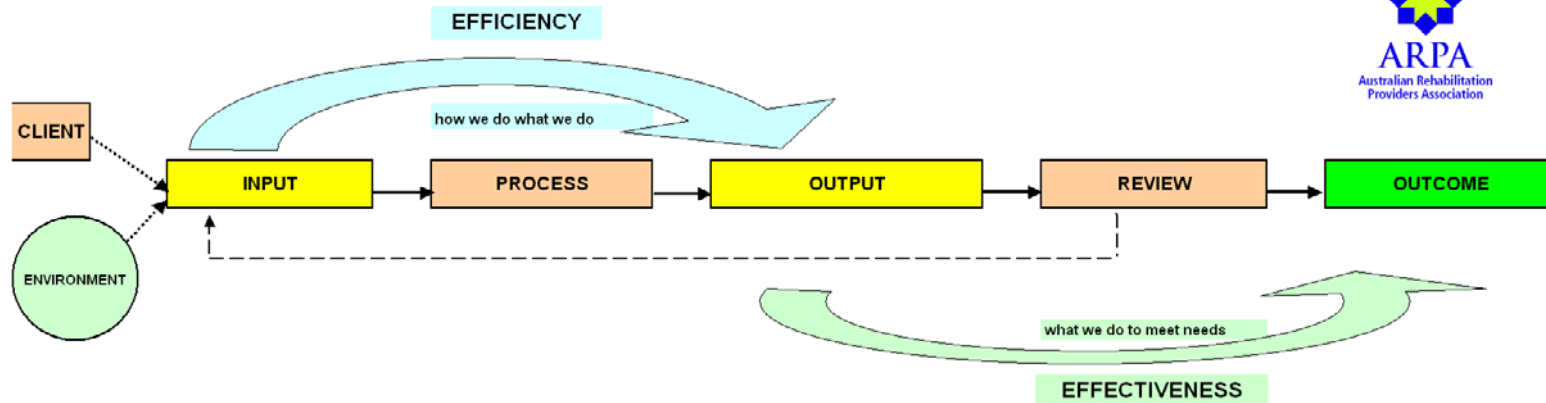 EFFICIENCY
ARPA
Australian Rehabilitation
Providers Association
how we do what we do
CLIENT
INPUT
PROCESS
OUTPUT
REVIEW
OUTCOME
ENVIRONMENT
what we do to meet needs
EFFECTIVENESS